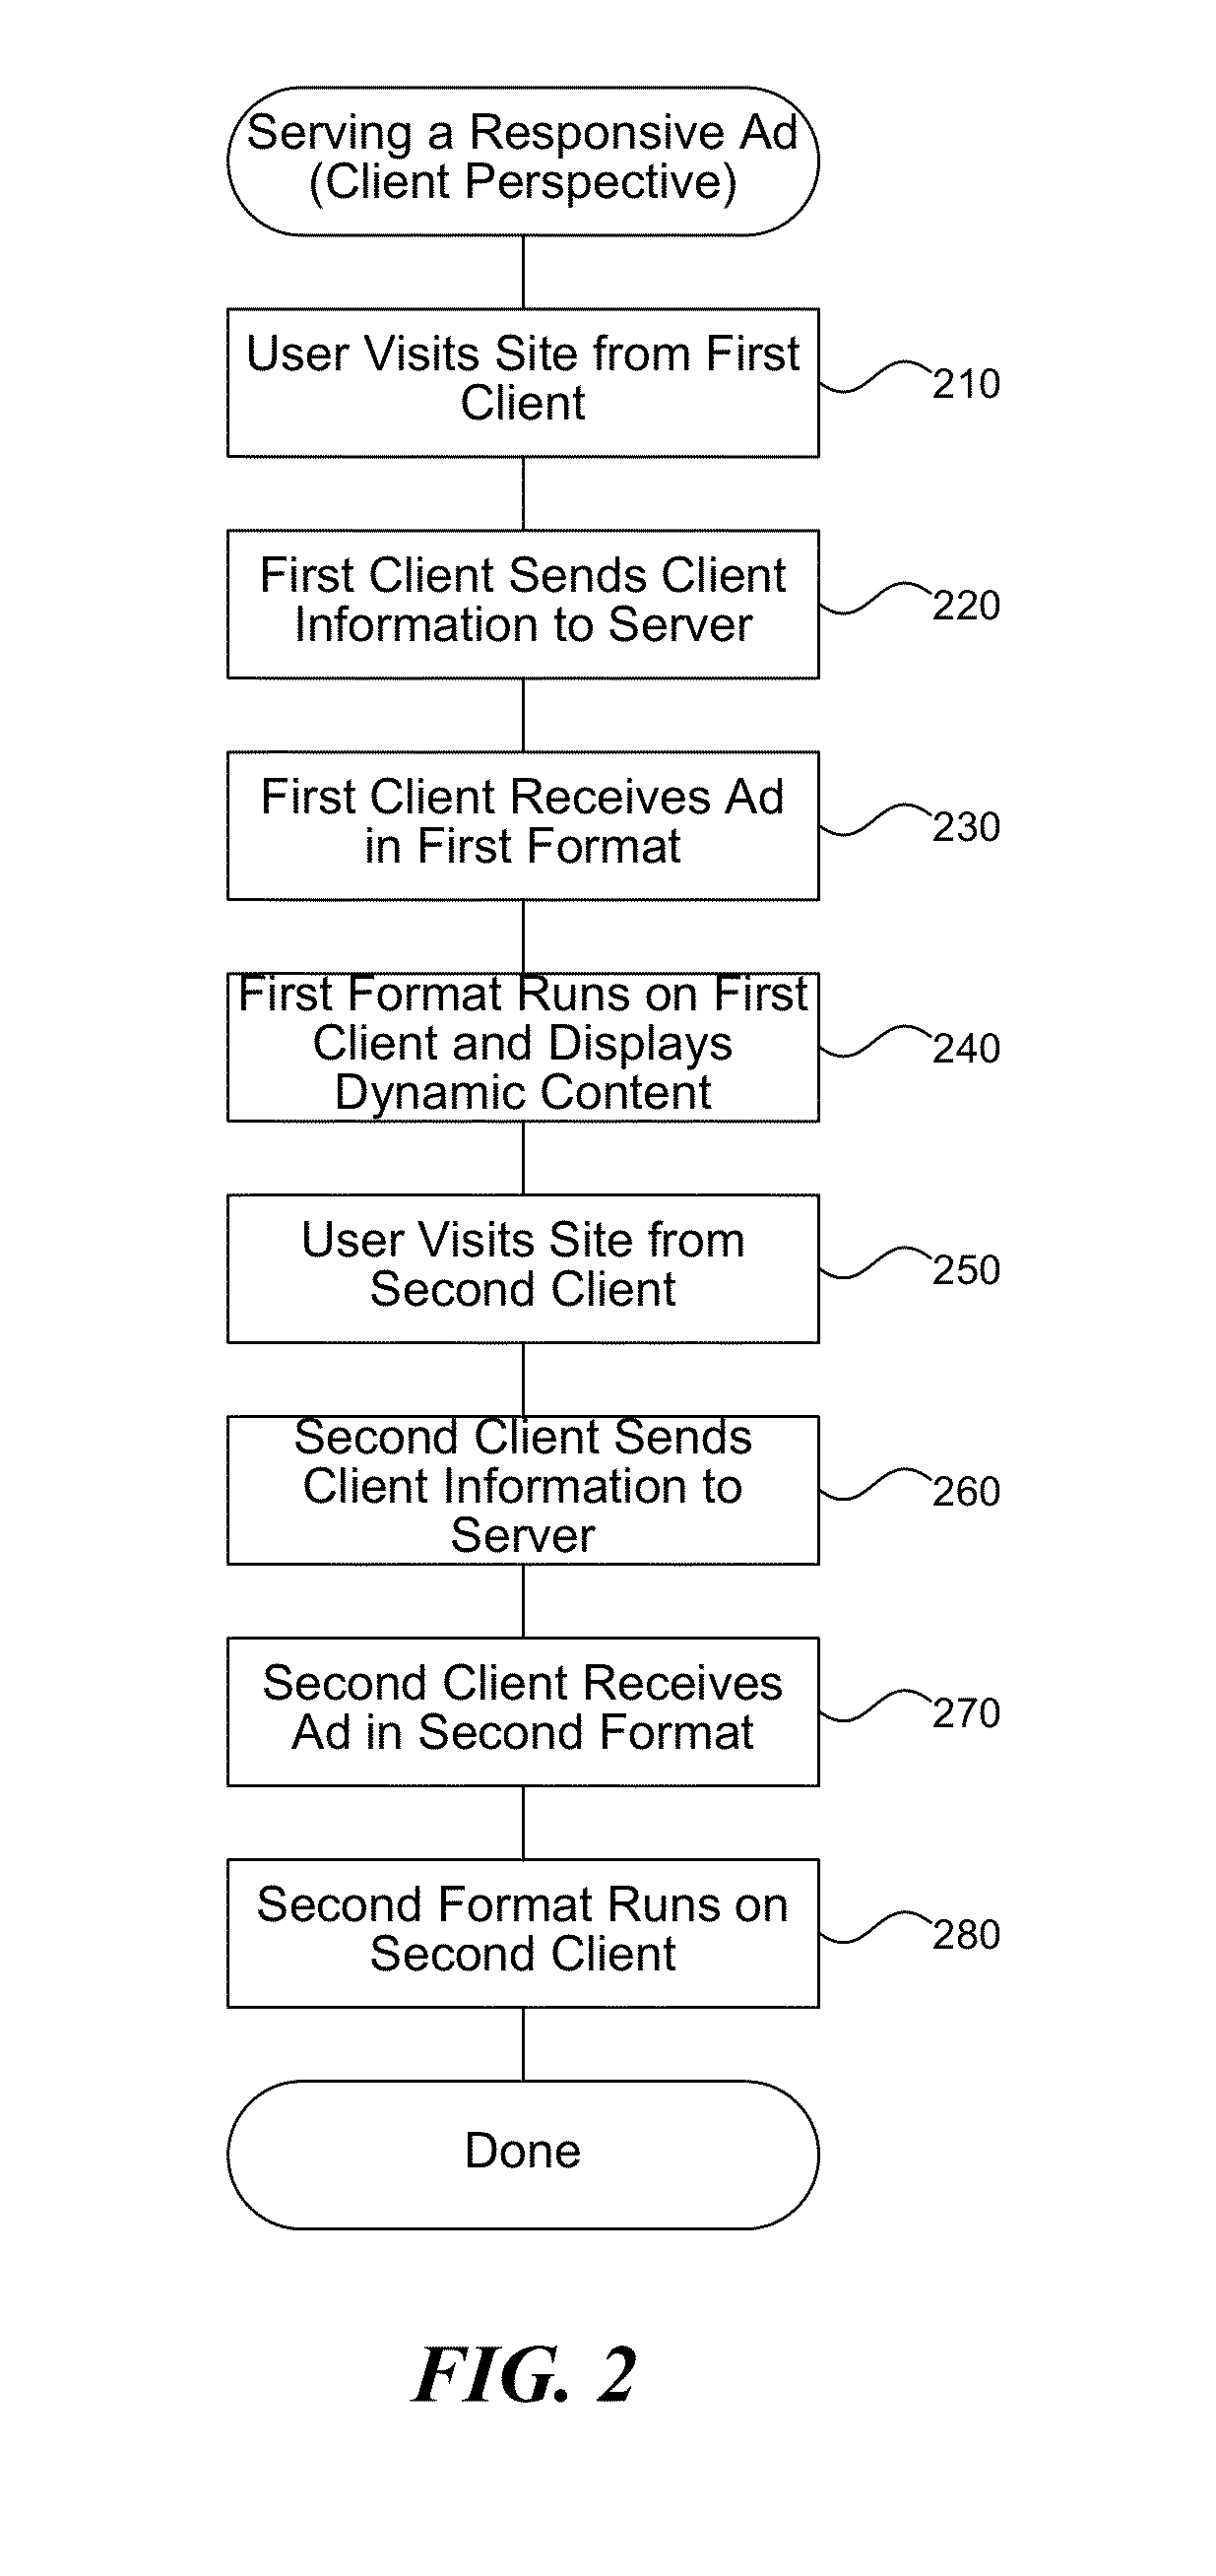 Serving a Responsive Ad
(Client Perspective)
User Visits Site from First
Client
210
First Client Sends Client
Information to Server
220
First Client Receives Ad
in First Format
230
First Format Runs on First
Client and Displays
Dynamic Content
240
User Visits Site from
Second Client
250
Second Client Sends
Client Information to
Server
260
Second Client Receives
Ad in Second Format
270
Second Format Runs on
Second Client
280
Done
FIG. 2